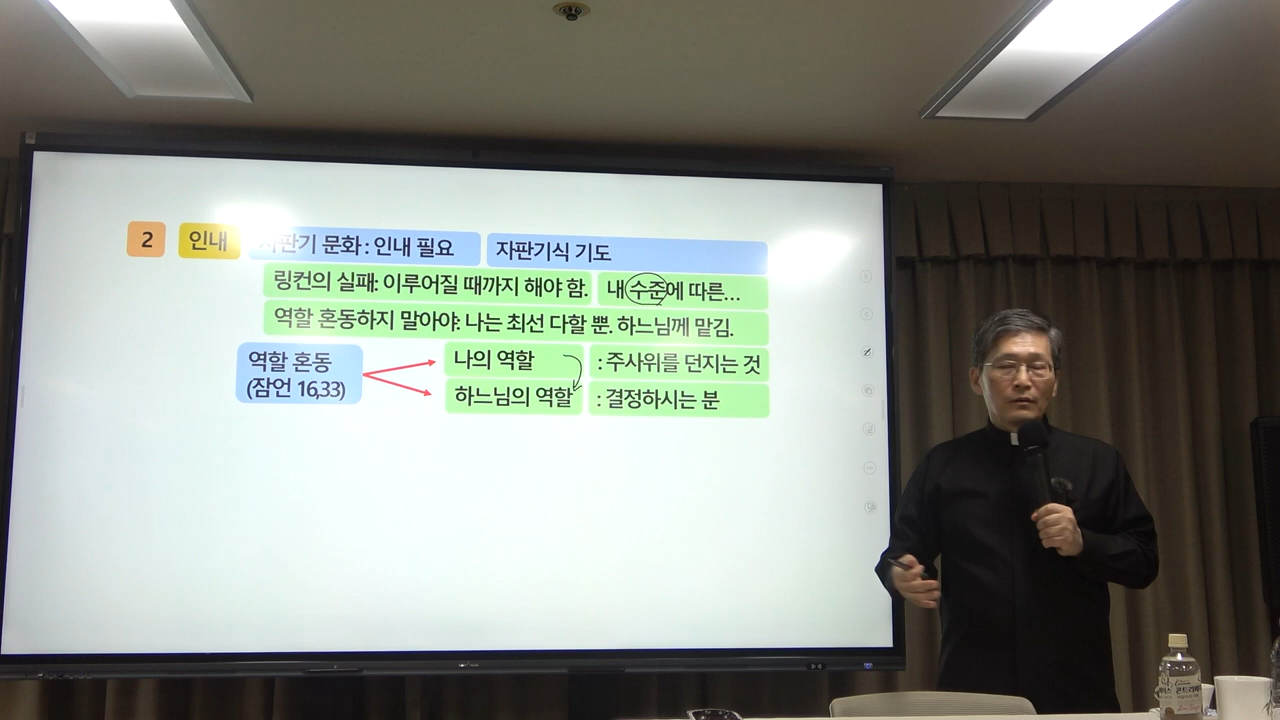 2 인내 자판기 문화 : 인내 필요 자판기식 기도
링컨의 실패: 이루어질 때까지 해야 함. 내 수준에 따른...
역할 혼동하지 말아야: 나는 최선 다할 뿐. 하느님께 맡김.
역할 혼동
(잠언 16,33)
나의 역할 : 주사위를 던지는 것
하느님의 역할 : 결정하시는 분